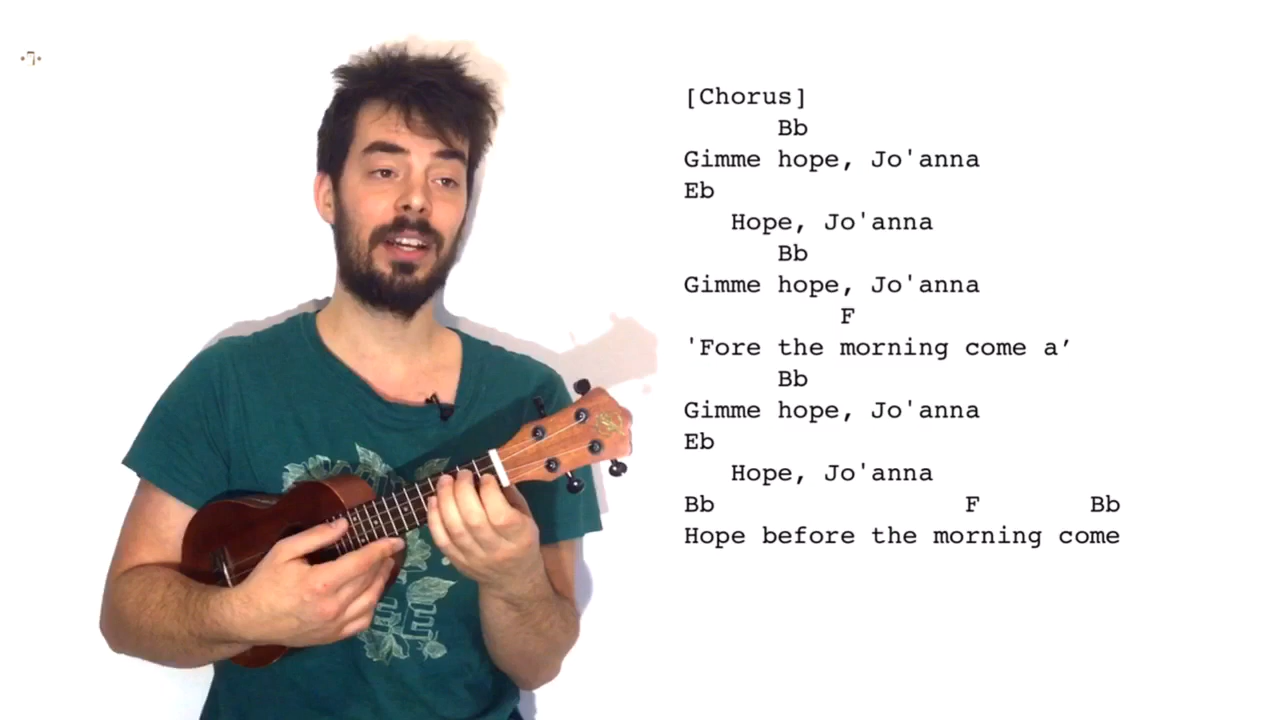 [Chorus]
Bb
Gimme hope, Jo'anna
Eb
Hope, Jo'anna
Bb
Gimme hope, Jo'anna
F
'Fore the morning come a’
Bb
Gimme hope, Jo'anna
Eb
Hope, Jo'anna
Bb F Bb
Hope before the morning come